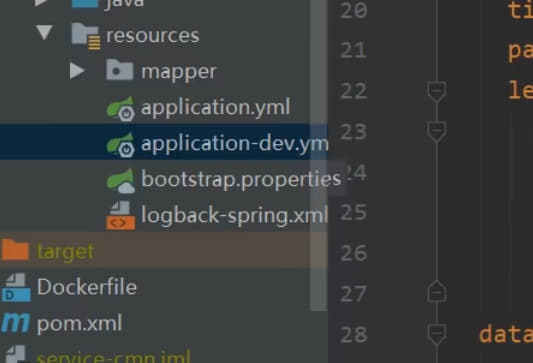 java
resources
mapper
application.yml
application-dev.ym
bootstrap.properties
logback-spring.xml
target
Dockerfile
pom.xml
service-cmn.iml
20 ti
21 pa
22 le
23
24
25
26
27
28 data